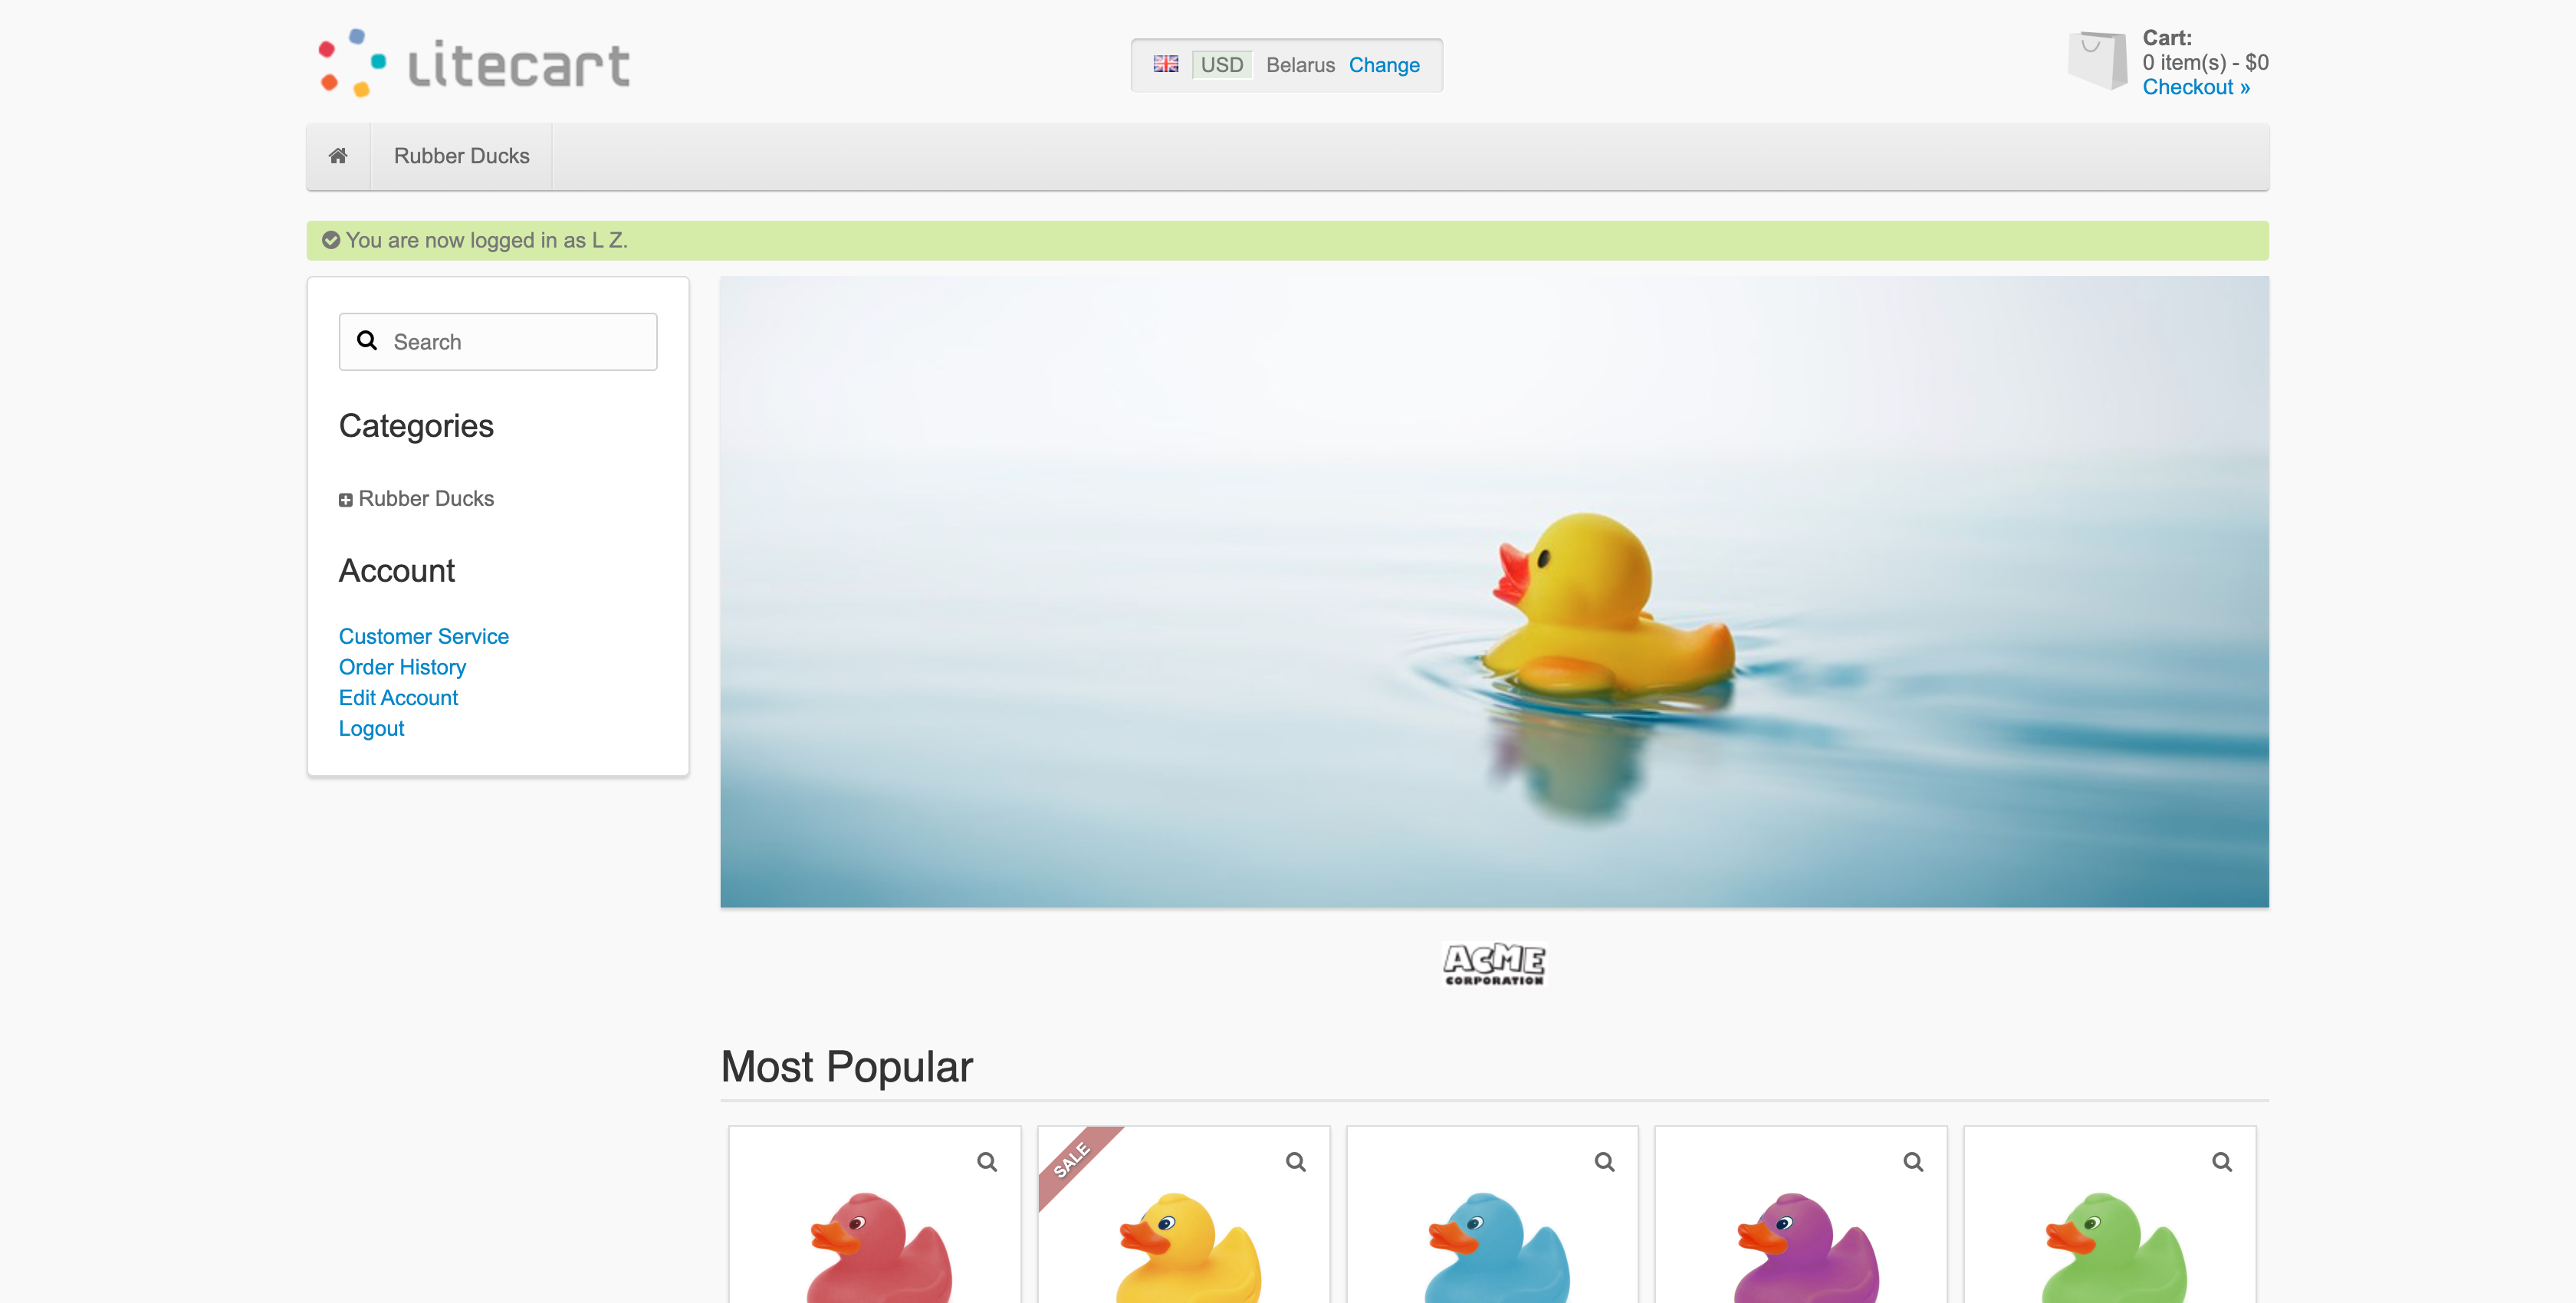 Litecart
USD Belarus Change
Cart:
0 item(s) - $0
Checkout »
Rubber Ducks
You are now logged in as L Z.
Search
Categories
Rubber Ducks
Account
Customer Service
Order History
Edit Account
Logout
ACME
CORPORATION
Most Popular
SALE